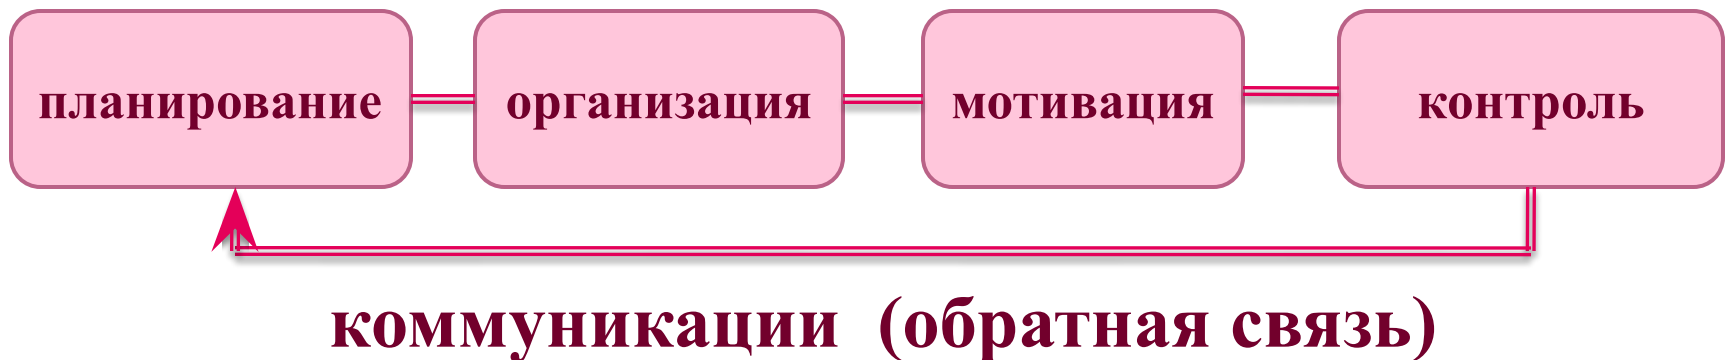 планирование организация мотивация контроль
коммуникации (обратная связь)